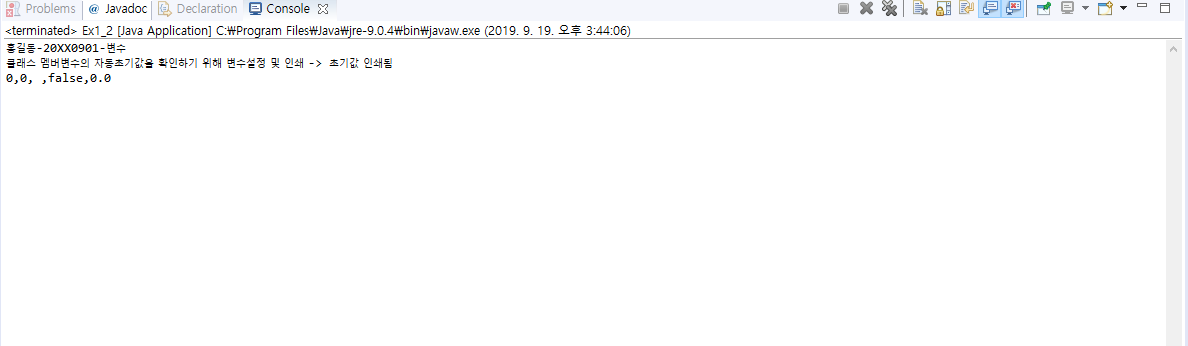 Problems @ Javadoc Declaration Console
<terminated> Ex1_2 [Java Application] C:₩Program Files₩Java₩jre-9.0.4₩bin₩javaw.exe (2019. 9. 19. 오후 3:44:06)
홍길동-20XX0901-변수
클래스 멤버변수의 자동초기값을 확인하기 위해 변수설정 및 인쇄 -> 초기값 인쇄됨
0,0, ,false,0.0